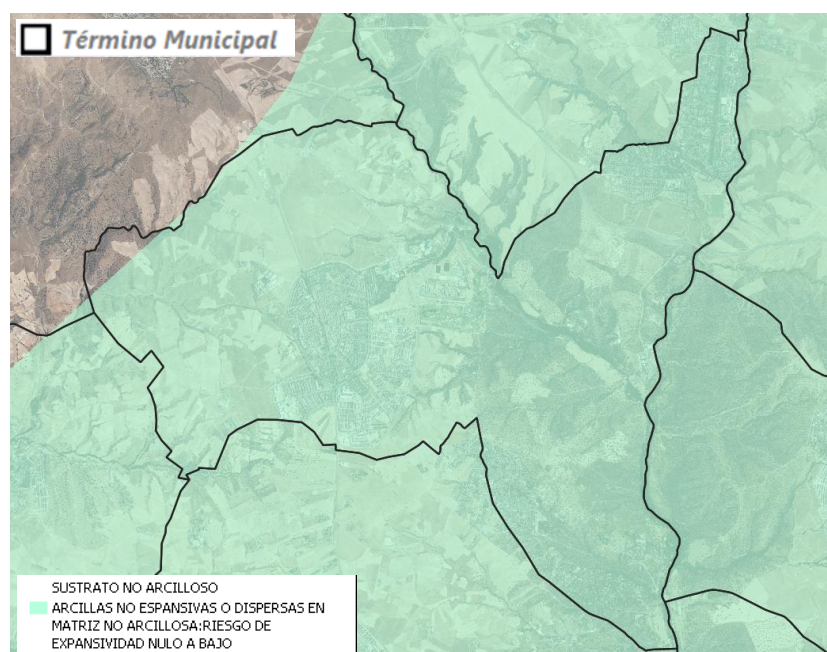 Término Municipal
SUSTRATO NO ARCILLOSO
ARCILLAS NO ESPANSIVAS O DISPERSAS EN
MATRIZ NO ARCILLOSA:RIESGO DE
EXPANSIVIDAD NULO A BAJO